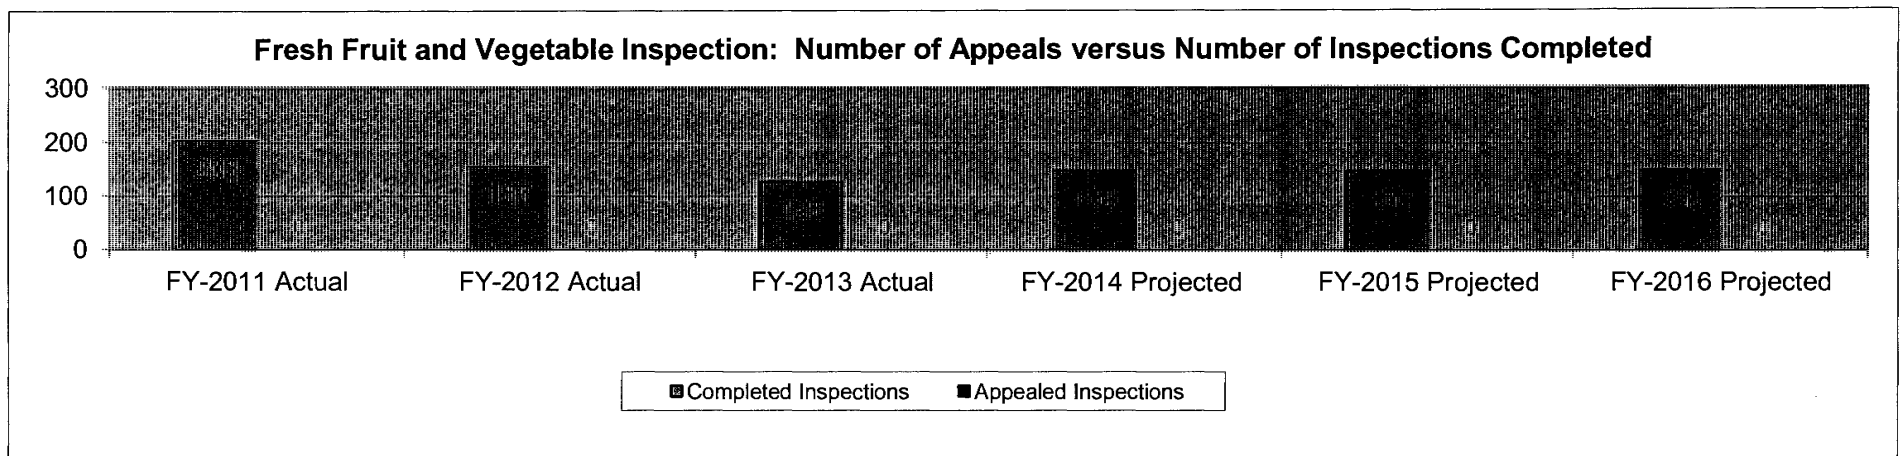 Fresh Fruit and Vegetable Inspection: Number of Appeals versus Number of Inspections Completed
300
200
100
0
FY-2011 Actual FY-2012 Actual FY-2013 Actual FY-2014 Projected FY-2015 Projected FY-2016 Projected
Completed Inspections Appealed Inspections